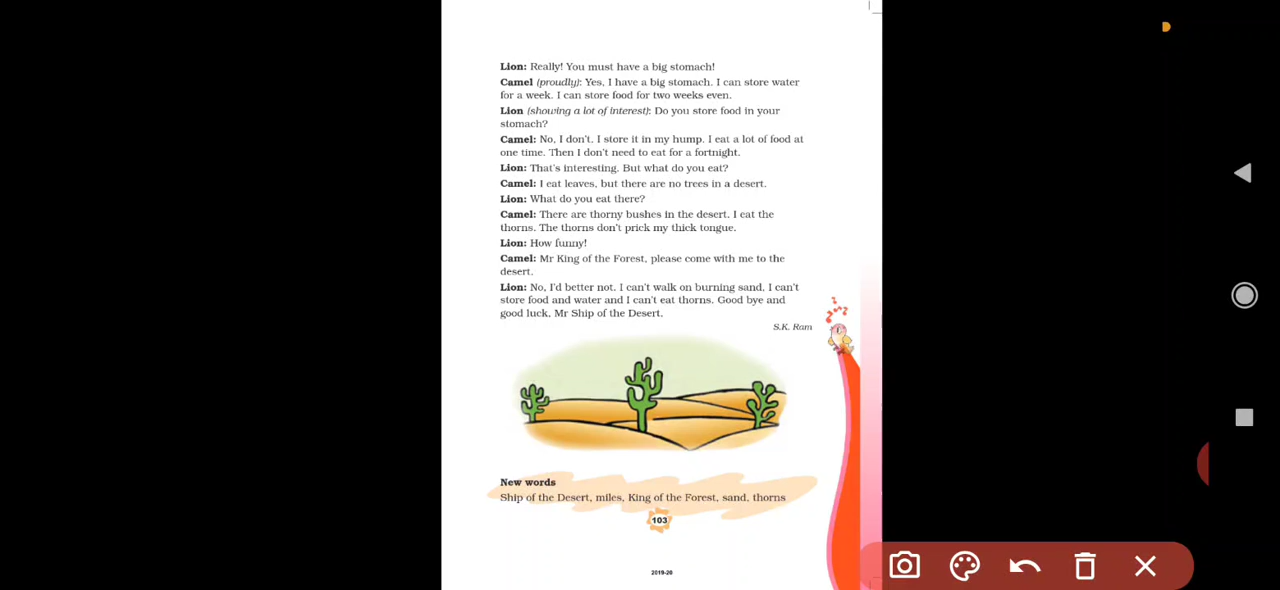 Lion: Really! You must have a big stomach!
Camel (proudly): Yes, I have a big stomach. I can store water
for a week. I can store food for two weeks even.
Lion (showing a lot of interest): Do you store food in your
stomach?
Camel: No, I don't. I store it in my hump. I eat a lot of food at
one time. Then I don't need to eat for a fortnight.
Lion: That's interesting. But what do you eat?
Camel: I eat leaves, but there are no trees in a desert.
Lion: What do you eat there?
Camel: There are thorny bushes in the desert. I eat the
thorns. The thorns don't prick my thick tongue.
Lion: How funny!
Camel: Mr King of the Forest, please come with me to the
desert.
Lion: No, I'd better not. I can't walk on burning sand. I can't
store food and water and I can't eat thorns. Good bye and
good luck, Mr Ship of the Desert.
S.K. Ram
New words
Ship of the Desert, miles, King of the Forest, sand, thorns
103
2019-20